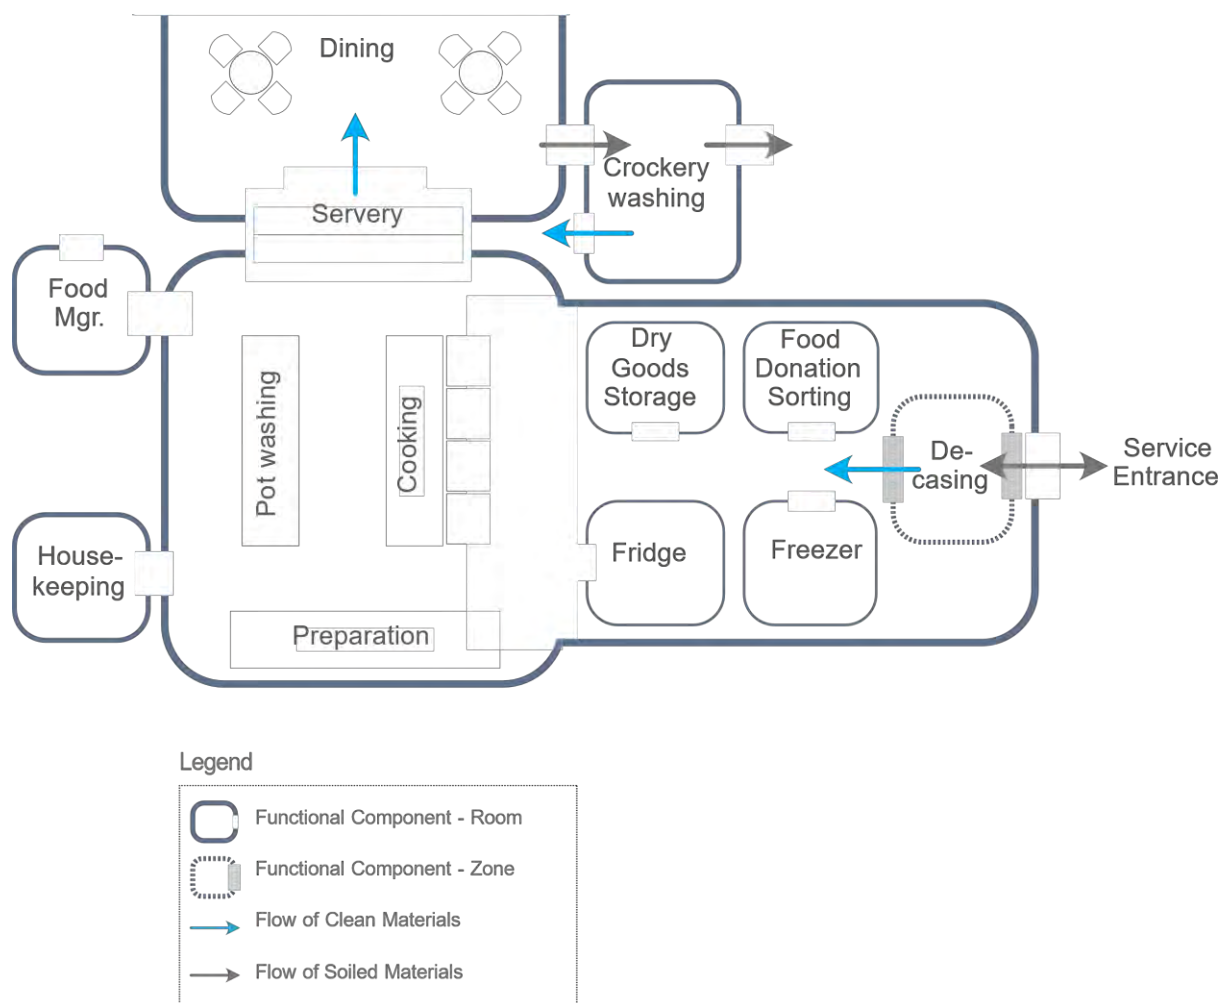 Dining
Crockery
washing
Servery
Food
Mgr.
Dry
Goods
Storage
Food
Donation
Sorting
Pot washing
Cooking
De-
casing
Service
Entrance
House-
keeping
Fridge
Freezer
Preparation
Legend
Functional Component - Room
Functional Component - Zone
Flow of Clean Materials
Flow of Soiled Materials